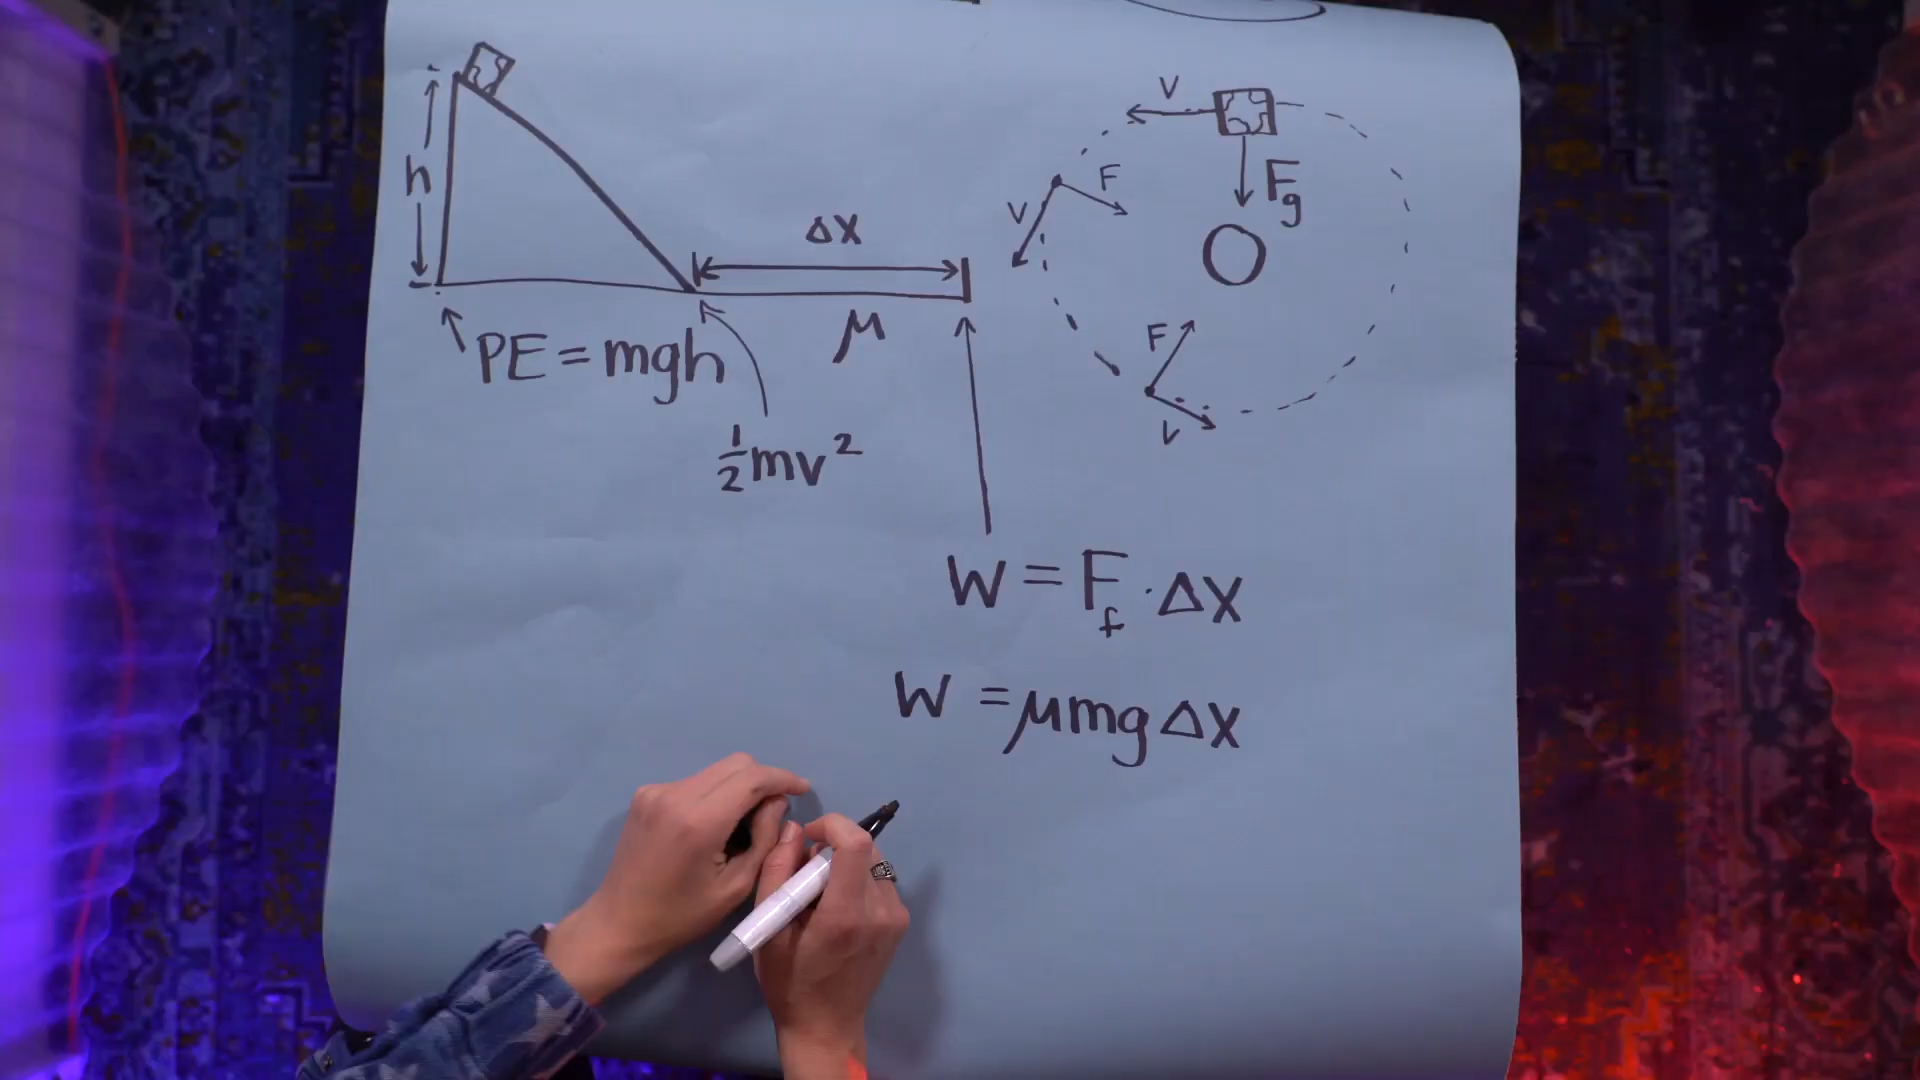 h
PE = mgh
½mv²
Δx
μ
V
Fg
F
V
F
V
W = Ff · Δx
W = μmgΔx